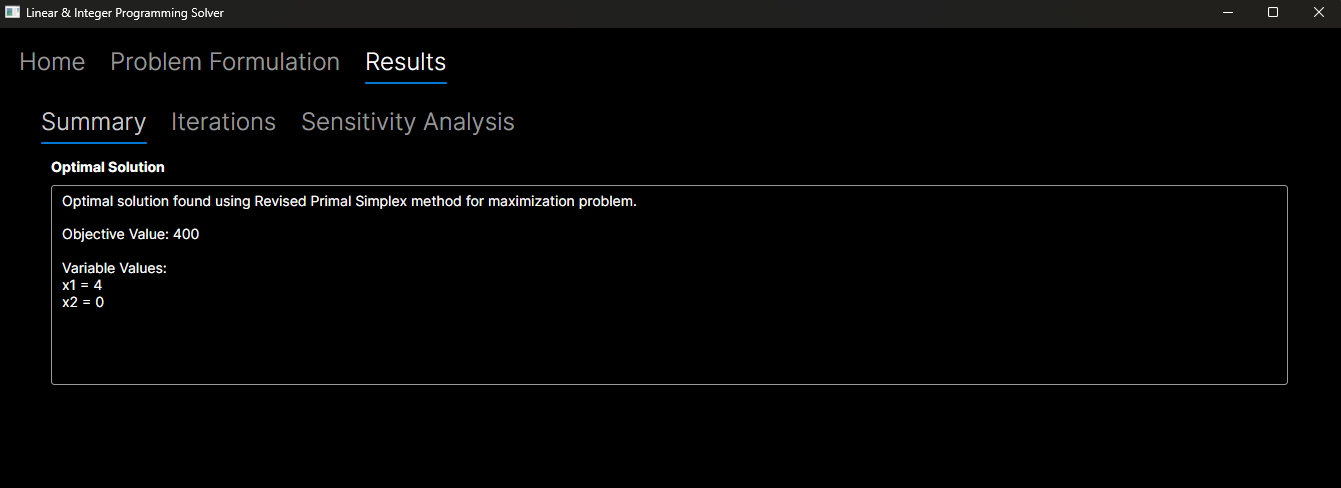 Linear & Integer Programming Solver
Home Problem Formulation Results
Summary Iterations Sensitivity Analysis
Optimal Solution
Optimal solution found using Revised Primal Simplex method for maximization problem.
Objective Value: 400
Variable Values:
x1 = 4
x2 = 0